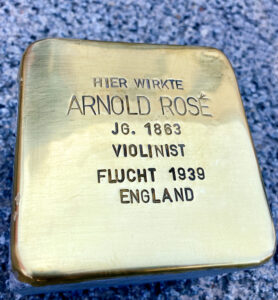 HIER WIRKTE
ARNOLD ROSÉ
JG. 1863
VIOLINIST
FLUCHT 1939
ENGLAND